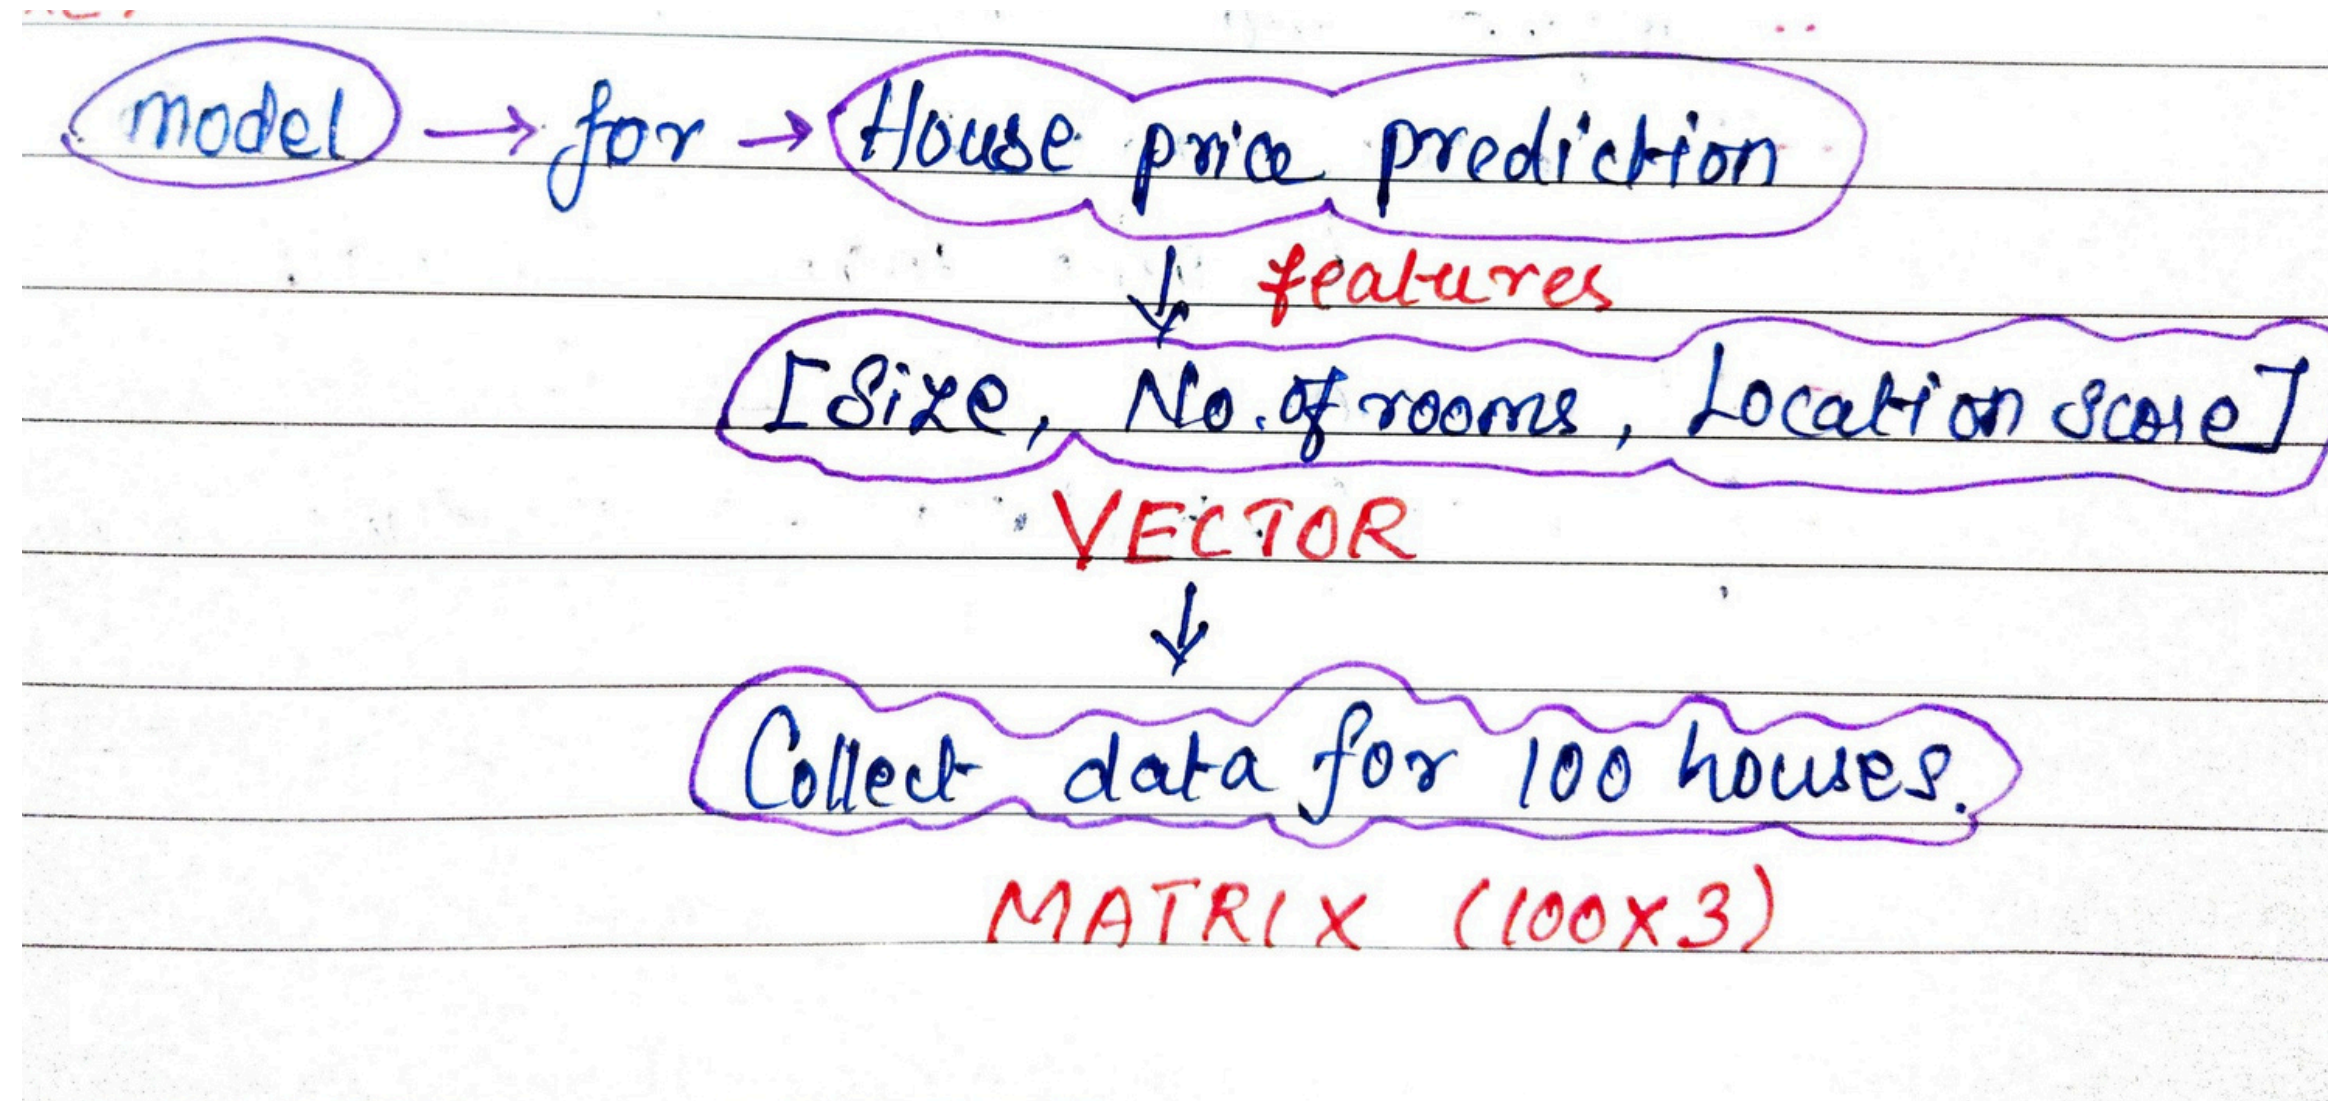 model → for → House price prediction
↓ features
[Size, No. of rooms, Location score]
VECTOR
↓
Collect data for 100 houses.
MATRIX (100x3)